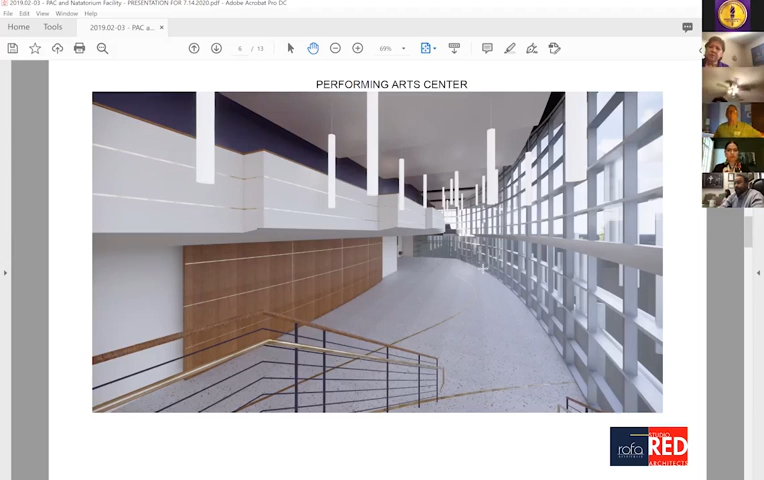 2019.02-03 - PAC and Natatorium Facility - PRESENTATION FOR 7.14.2020.pdf - Adobe Acrobat Pro DC
File Edit View Window Help
Home Tools 2019.02-03 - PAC a... ×
6 / 13 69%
PERFORMING ARTS CENTER
rofa
STUDIO
RED
ARCHITECTS